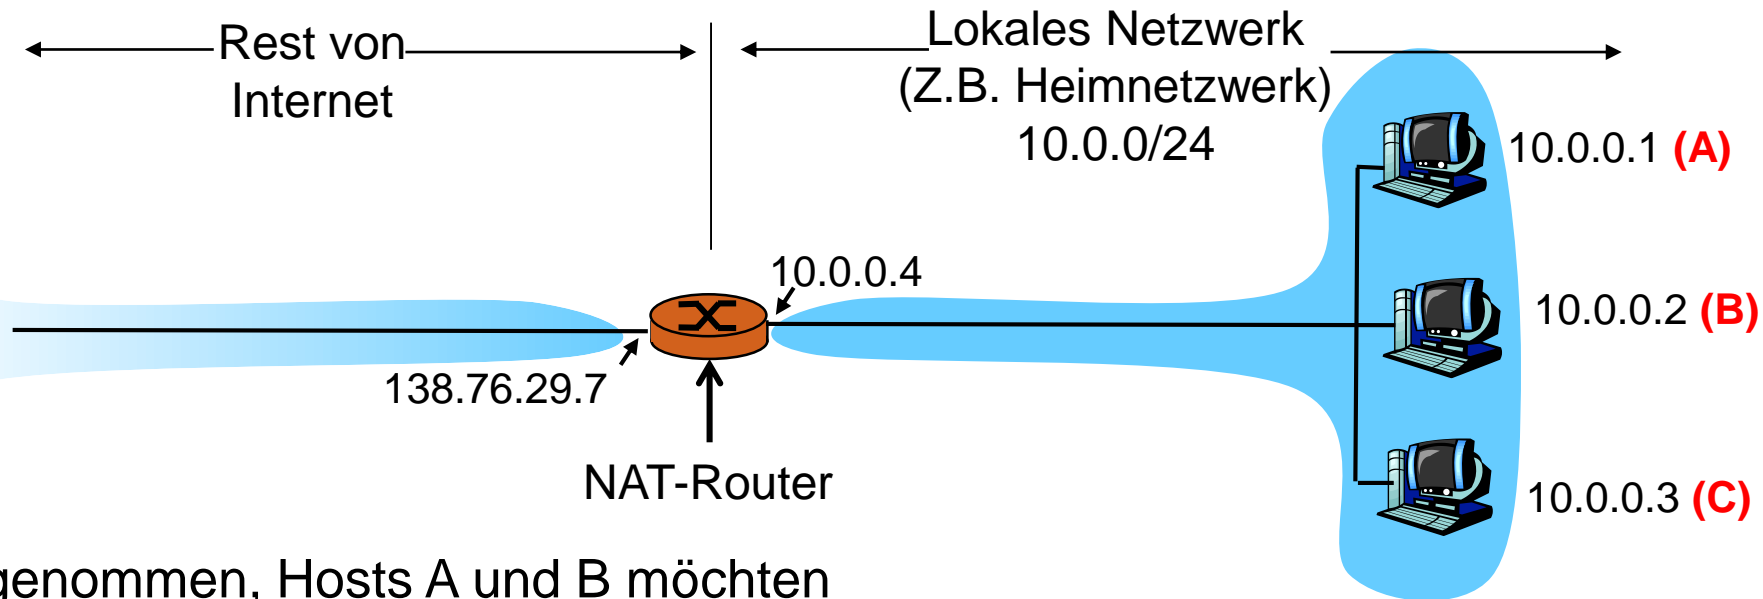 Rest von
Internet
Lokales Netzwerk
(Z.B. Heimnetzwerk)
10.0.0/24
10.0.0.1 (A)
10.0.0.4
10.0.0.2 (B)
138.76.29.7
NAT-Router
10.0.0.3 (C)
genommen, Hosts A und B möchten